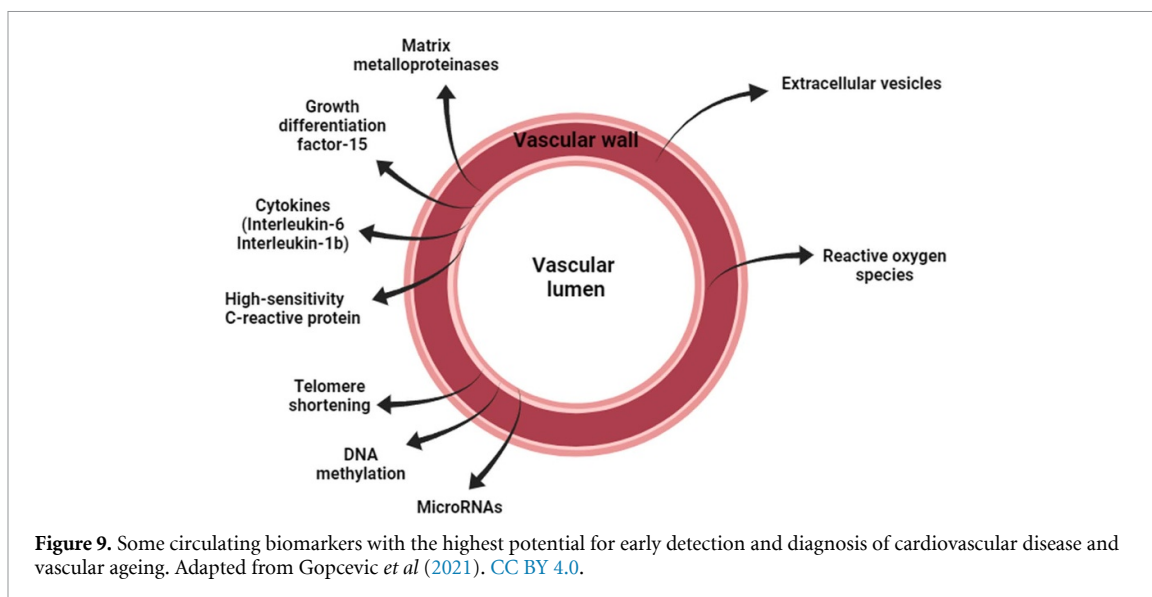 Matrix
metalloproteinases
Extracellular vesicles
Growth
differentiation
factor-15
Vascular wall
Cytokines
(Interleukin-6
Interleukin-1b)
Vascular
lumen
Reactive oxygen
species
High-sensitivity
C-reactive protein
Telomere
shortening
DNA
methylation
MicroRNAs
Figure 9. Some circulating biomarkers with the highest potential for early detection and diagnosis of cardiovascular disease and
vascular ageing. Adapted from Gopcevic et al (2021). CC BY 4.0.